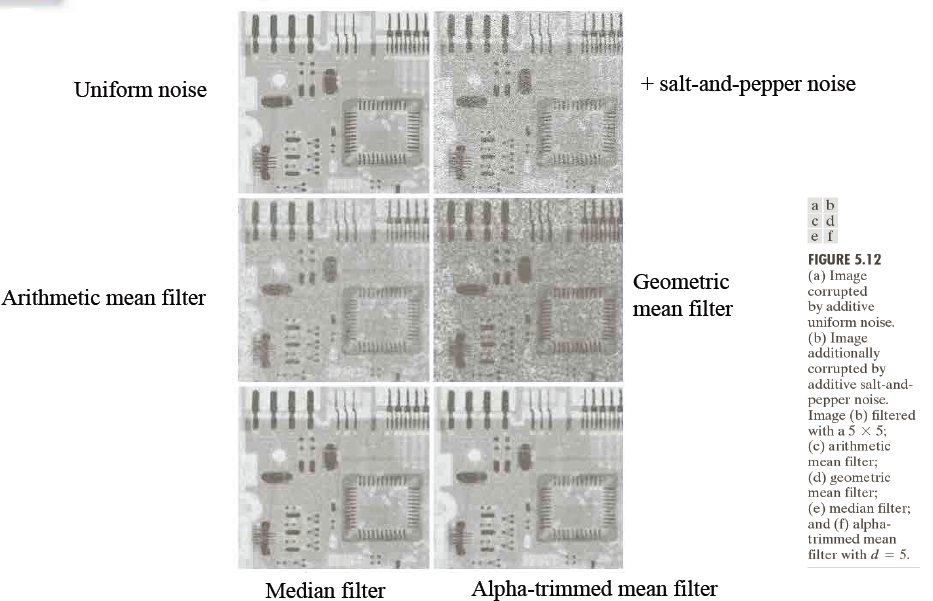 Uniform noise
+ salt-and-pepper noise
Arithmetic mean filter
Geometric
mean filter
Median filter
Alpha-trimmed mean filter
a b
c d
e f
FIGURE 5.12
(a) Image
corrupted
by additive
uniform noise.
(b) Image
additionally
corrupted by
additive salt-and-
pepper noise.
Image (b) filtered
with a 5 × 5;
(c) arithmetic
mean filter;
(d) geometric
mean filter;
(e) median filter;
and (f) alpha-
trimmed mean
filter with d = 5.